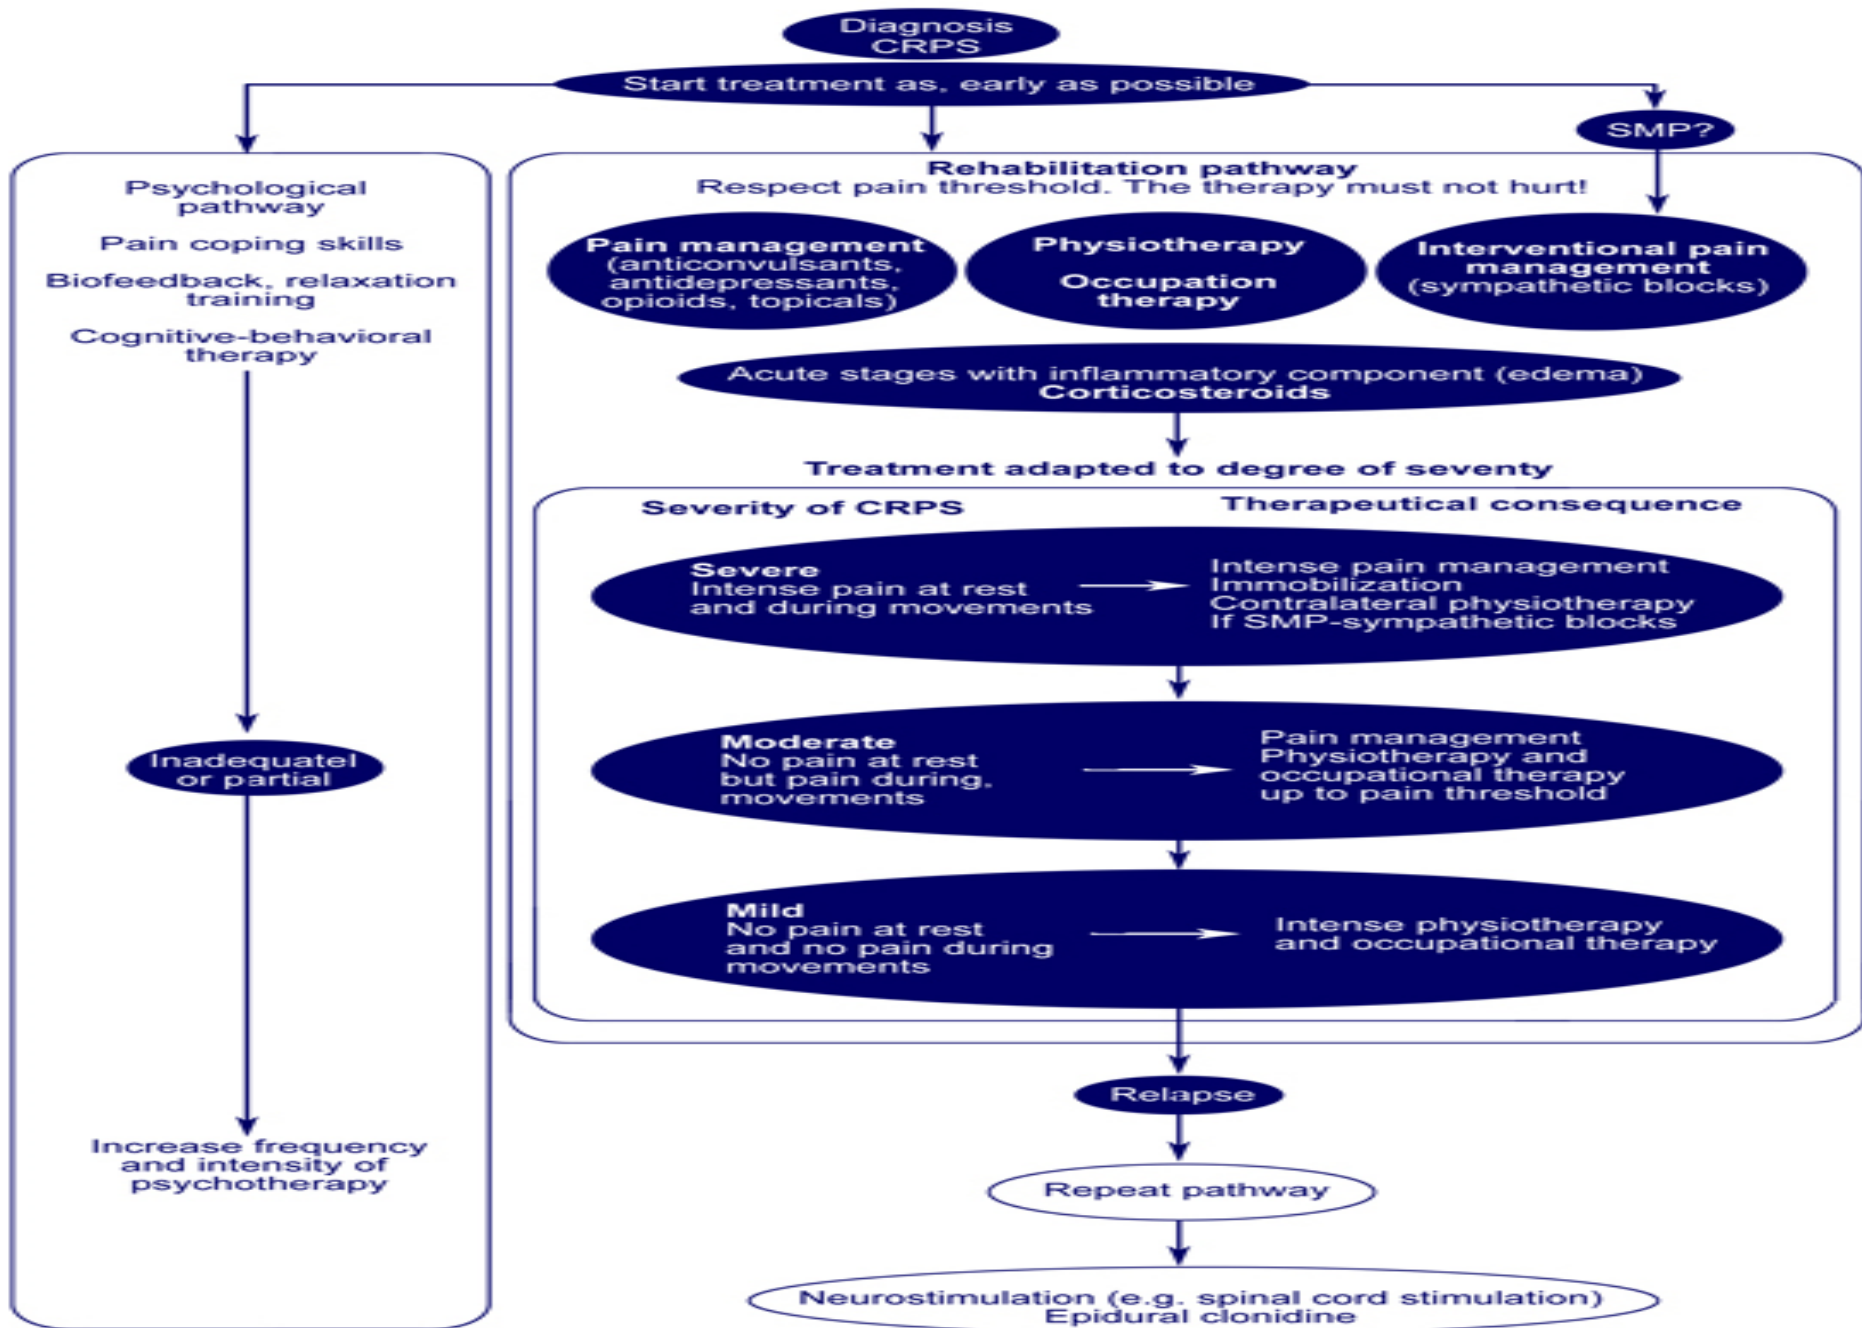 Diagnosis
CRPS
Start treatment as, early as possible
SMP?
Psychological
pathway
Pain coping skills
Biofeedback, relaxation
training
Cognitive-behavioral
therapy
Inadequatel
or partial
Increase frequency
and intensity of
psychotherapy
Rehabilitation pathway
Respect pain threshold. The therapy must not hurt!
Pain management
(anticonvulsants,
antidepressants,
opioids, topicals)
Physiotherapy
Occupation
therapy
Interventional pain
management
(sympathetic blocks)
Acute stages with inflammatory component (edema)
Corticosteroids
Treatment adapted to degree of seventy
Severity of CRPS
Therapeutical consequence
Severe
Intense pain at rest
and during movements
Intense pain management
Immobilization
Contralateral physiotherapy
If SMP-sympathetic blocks
Moderate
No pain at rest
but pain during,
movements
Pain management
Physiotherapy and
occupational therapy
up to pain threshold
Mild
No pain at rest
and no pain during
movements
Intense physiotherapy
and occupational therapy
Relapse
Repeat pathway
Neurostimulation (e.g. spinal cord stimulation)
Epidural clonidine